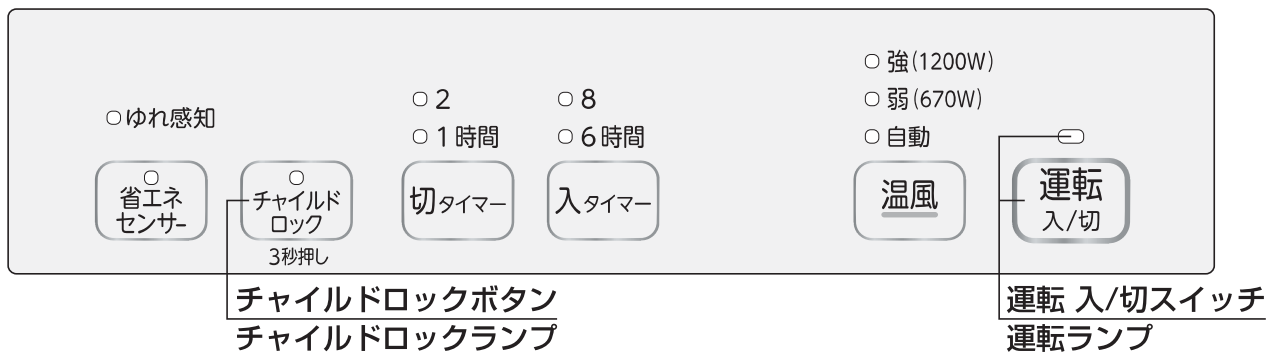 強(1200W)
弱(670W)
自動
2
1時間
8
6時間
ゆれ感知
省エネ
センサー
チャイルド
ロック
3秒押し
切タイマー
入タイマー
温風
運転
入/切
チャイルドロックボタン
チャイルドロックランプ
運転 入/切スイッチ
運転ランプ